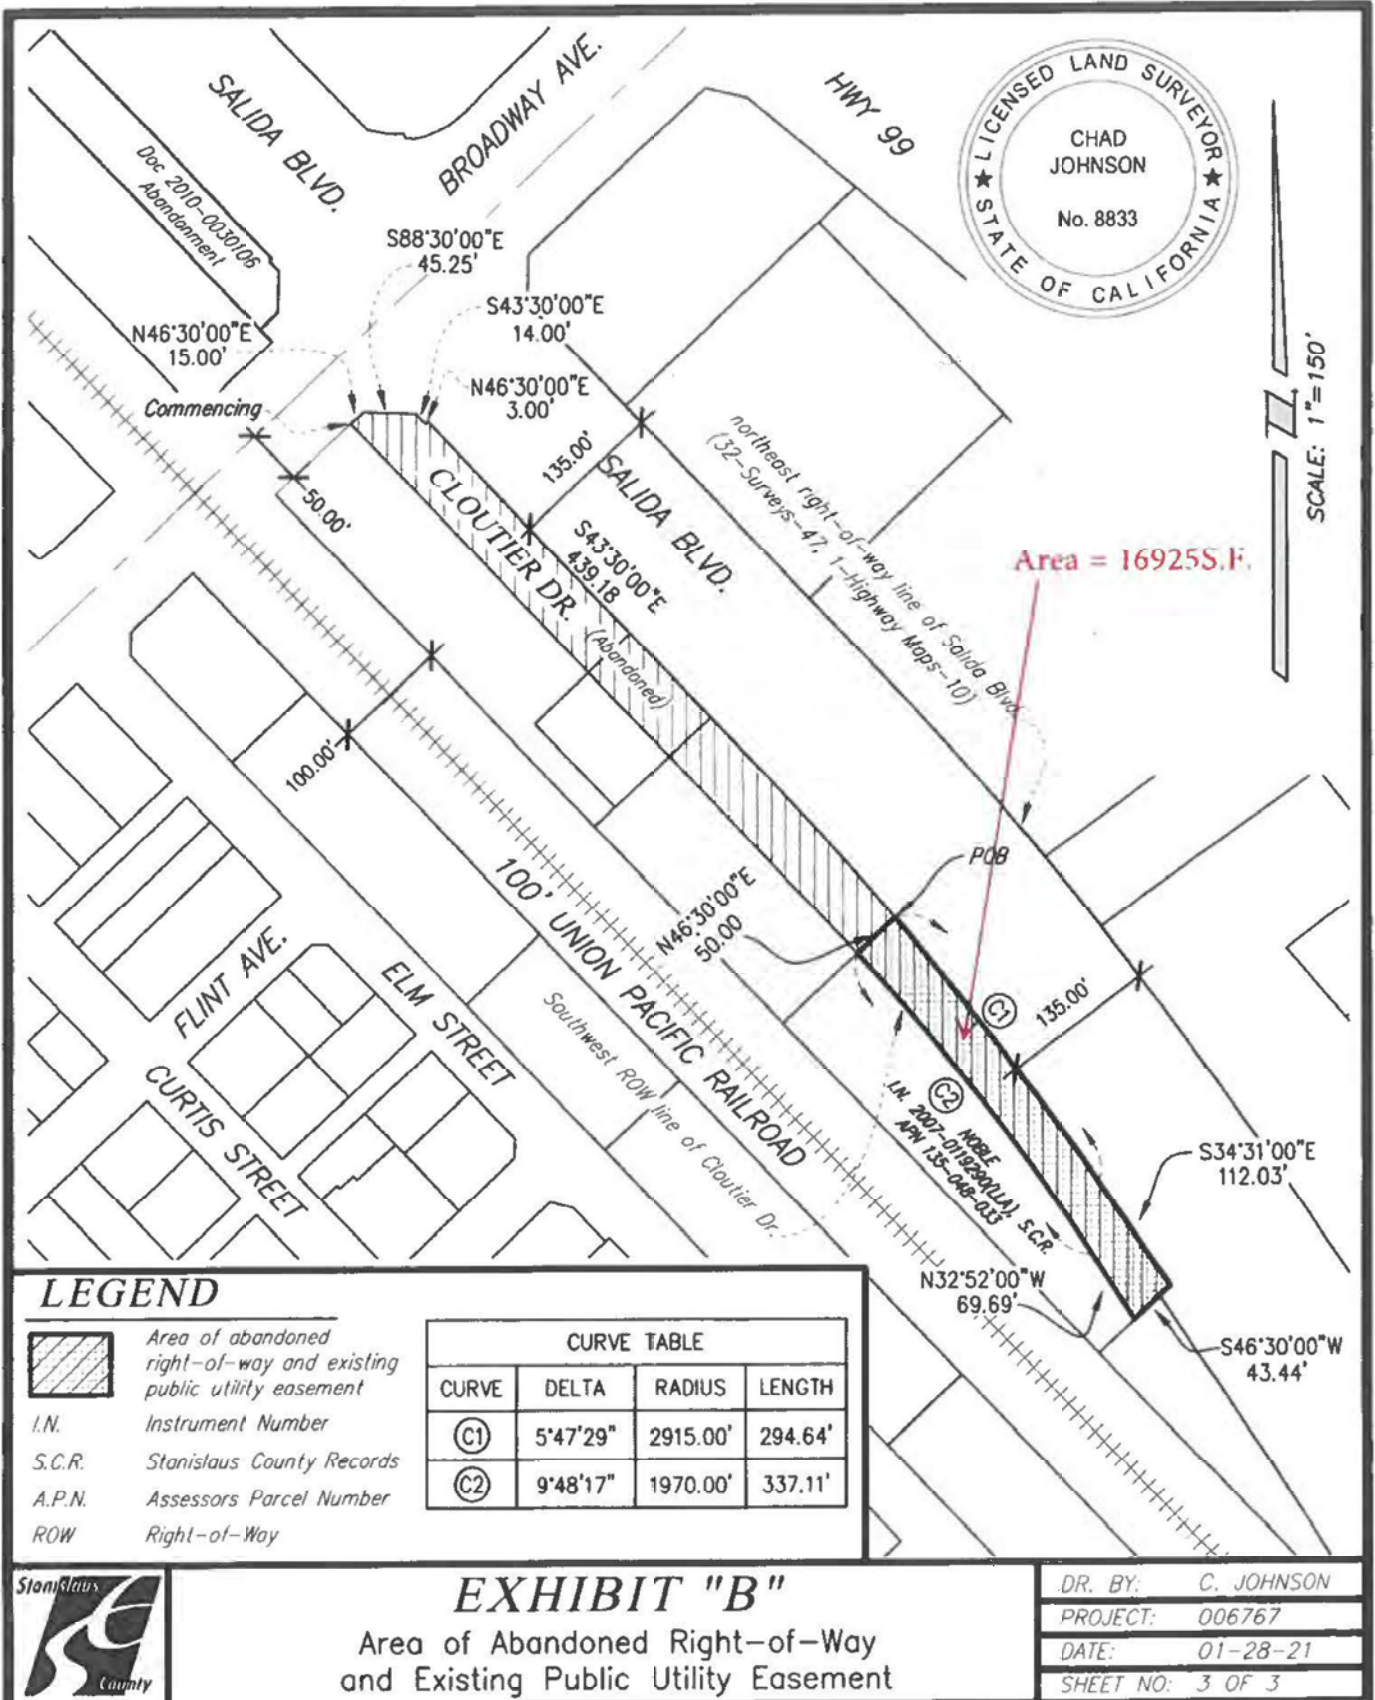 SALIDA BLVD.
BROADWAY AVE.
HWY 99
LICENSED LAND SURVEYOR
STATE OF CALIFORNIA
CHAD
JOHNSON
No. 8833
Doc 2010-0030106
Abandonment
S88°30'00"E
45.25'
S43°30'00"E
14.00'
N46°30'00"E
15.00'
N46°30'00"E
3.00'
Commencing
SCALE: 1"=150'
50.00'
135.00'
CLOUTIER DR.
(Abandoned)
SALIDA BLVD.
S43°30'00"E
439.18
northeast right-of-way line of Salida Blvd.
(32-Surveys-47, 1-Highway Maps-10)
Area = 16925S.F.
100.00'
POB
N46°30'00"E
50.00
100' UNION PACIFIC RAILROAD
FLINT AVE.
ELM STREET
CURTIS STREET
Southwest ROW line of Cloutier Dr.
C1
135.00'
C2
NOBLE
I.N. 2007-0119290(LLA), S.C.R.
APN 135-048-033
S34°31'00"E
112.03'
N32°52'00"W
69.69'
S46°30'00"W
43.44'
LEGEND
Area of abandoned
right-of-way and existing
public utility easement
I.N. Instrument Number
S.C.R. Stanislaus County Records
A.P.N. Assessors Parcel Number
ROW Right-of-Way
CURVE TABLE
CURVE DELTA RADIUS LENGTH
C1 5°47'29" 2915.00' 294.64'
C2 9°48'17" 1970.00' 337.11'
Stanislaus
County
EXHIBIT "B"
Area of Abandoned Right-of-Way
and Existing Public Utility Easement
DR. BY: C. JOHNSON
PROJECT: 006767
DATE: 01-28-21
SHEET NO: 3 OF 3